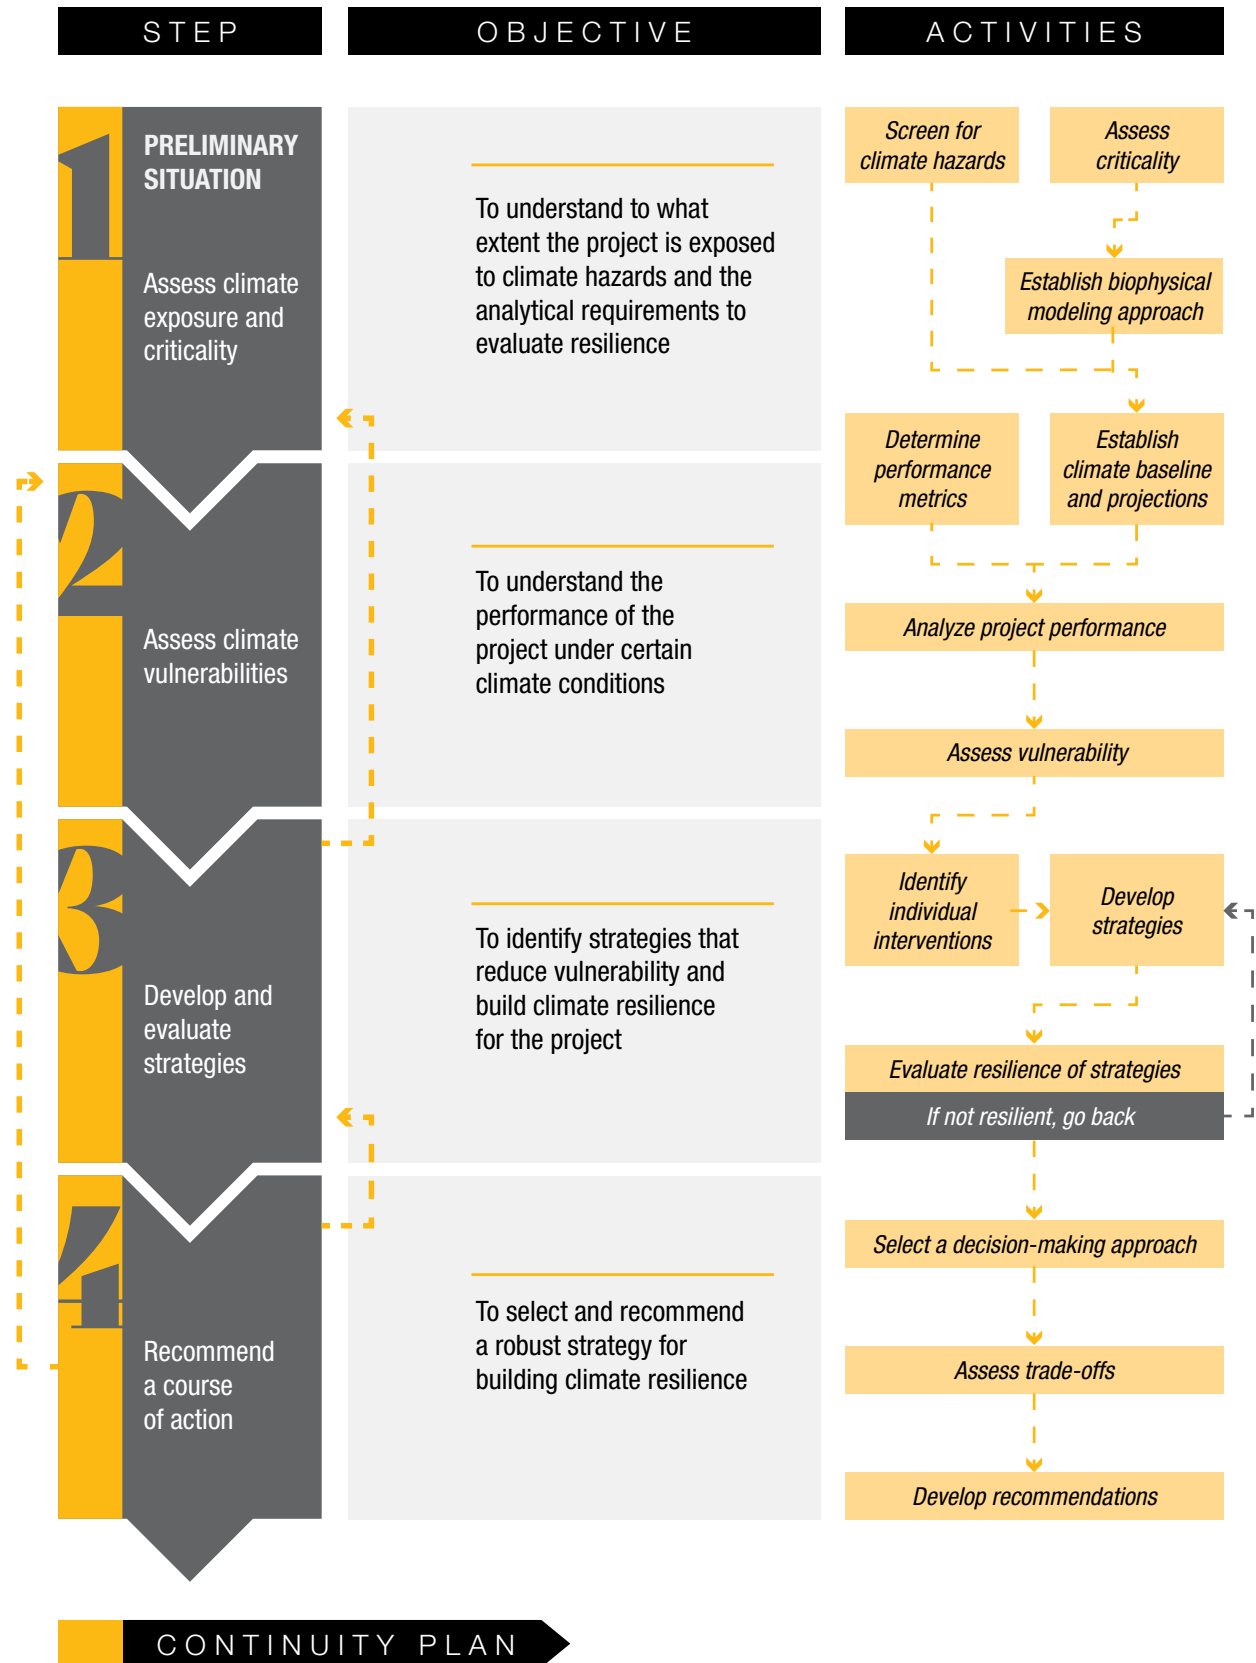 STEP
OBJECTIVE
ACTIVITIES
1
PRELIMINARY
SITUATION
Assess climate
exposure and
criticality
To understand to what
extent the project is exposed
to climate hazards and the
analytical requirements to
evaluate resilience
Screen for
climate hazards
Assess
criticality
Establish biophysical
modeling approach
2
Assess climate
vulnerabilities
To understand the
performance of the
project under certain
climate conditions
Determine
performance
metrics
Establish
climate baseline
and projections
Analyze project performance
Assess vulnerability
3
Develop and
evaluate
strategies
To identify strategies that
reduce vulnerability and
build climate resilience
for the project
Identify
individual
interventions
Develop
strategies
Evaluate resilience of strategies
If not resilient, go back
4
Recommend
a course
of action
To select and recommend
a robust strategy for
building climate resilience
Select a decision-making approach
Assess trade-offs
Develop recommendations
CONTINUITY PLAN